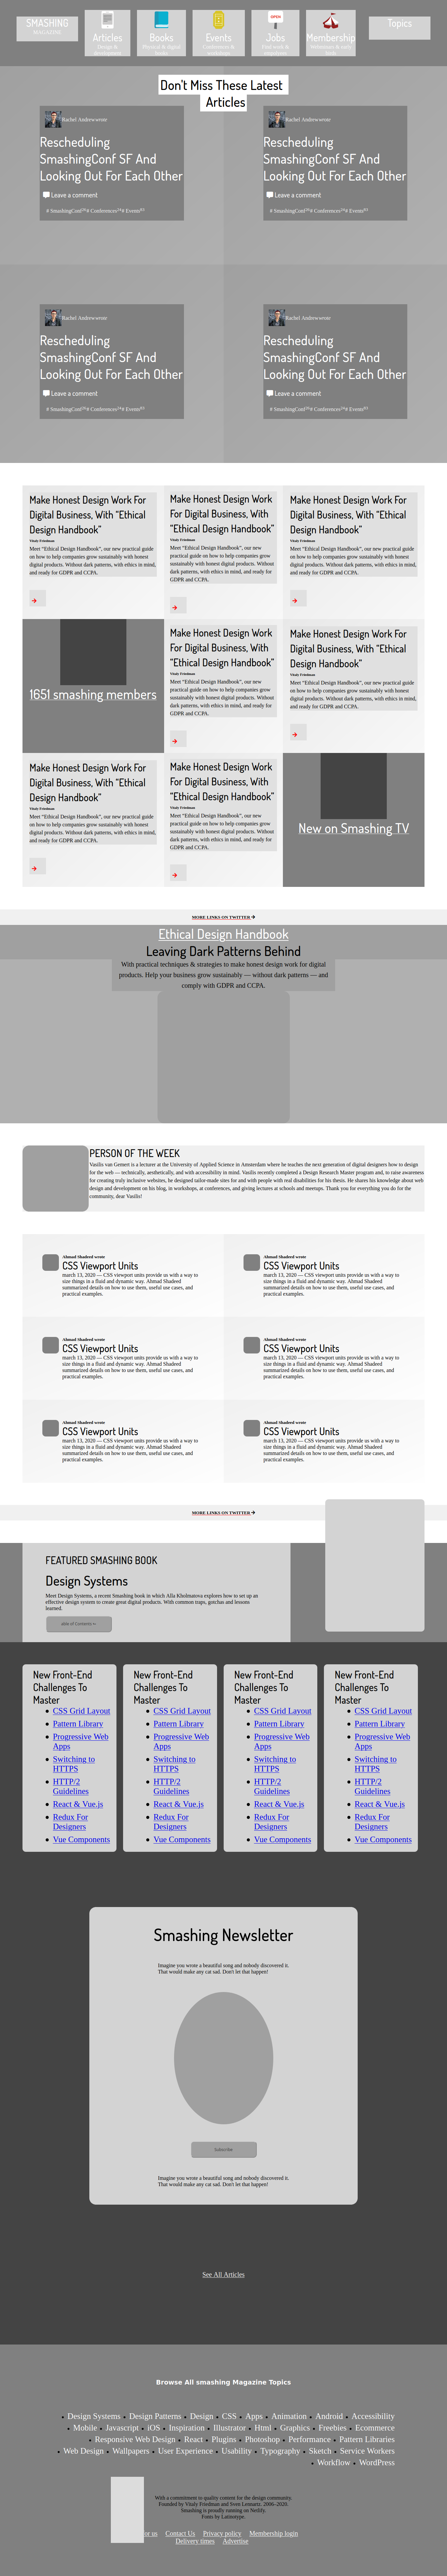 SMASHING
MAGAZINE
Articles
Design &
development
Books
Physical & digital
books
Events
Conferences &
workshops
Jobs
Find work &
employees
Membership
Webminars & early
birds
Topics
Don't Miss These Latest
Articles
Rachel Andrewwrote
Rescheduling
SmashingConf SF And
Looking Out For Each Other
Leave a comment
# SmashingConf # Conferences # Events
Rachel Andrewwrote
Rescheduling
SmashingConf SF And
Looking Out For Each Other
Leave a comment
# SmashingConf # Conferences # Events
Rachel Andrewwrote
Rescheduling
SmashingConf SF And
Looking Out For Each Other
Leave a comment
# SmashingConf # Conferences # Events
Rachel Andrewwrote
Rescheduling
SmashingConf SF And
Looking Out For Each Other
Leave a comment
# SmashingConf # Conferences # Events
Make Honest Design Work For
Digital Business, With “Ethical
Design Handbook”
Vitaly Friedman
Meet “Ethical Design Handbook”, our new practical guide
on how to help companies grow sustainably with honest
digital products. Without dark patterns, with ethics in mind,
and ready for GDPR and CCPA.
Make Honest Design Work
For Digital Business, With
“Ethical Design Handbook”
Vitaly Friedman
Meet “Ethical Design Handbook”, our new
practical guide on how to help companies grow
sustainably with honest digital products. Without
dark patterns, with ethics in mind, and ready for
GDPR and CCPA.
Make Honest Design Work For
Digital Business, With “Ethical
Design Handbook”
Vitaly Friedman
Meet “Ethical Design Handbook”, our new practical guide
on how to help companies grow sustainably with honest
digital products. Without dark patterns, with ethics in mind,
and ready for GDPR and CCPA.
1651 smashing members
Make Honest Design Work
For Digital Business, With
“Ethical Design Handbook”
Vitaly Friedman
Meet “Ethical Design Handbook”, our new
practical guide on how to help companies grow
sustainably with honest digital products. Without
dark patterns, with ethics in mind, and ready for
GDPR and CCPA.
Make Honest Design Work For
Digital Business, With “Ethical
Design Handbook”
Vitaly Friedman
Meet “Ethical Design Handbook”, our new practical guide
on how to help companies grow sustainably with honest
digital products. Without dark patterns, with ethics in mind,
and ready for GDPR and CCPA.
Make Honest Design Work For
Digital Business, With “Ethical
Design Handbook”
Vitaly Friedman
Meet “Ethical Design Handbook”, our new practical guide
on how to help companies grow sustainably with honest
digital products. Without dark patterns, with ethics in mind,
and ready for GDPR and CCPA.
Make Honest Design Work
For Digital Business, With
“Ethical Design Handbook”
Vitaly Friedman
Meet “Ethical Design Handbook”, our new
practical guide on how to help companies grow
sustainably with honest digital products. Without
dark patterns, with ethics in mind, and ready for
GDPR and CCPA.
New on Smashing TV
MORE LINKS ON TWITTER
Ethical Design Handbook
Leaving Dark Patterns Behind
With practical techniques & strategies to make honest design work for digital
products. Help your business grow sustainably — without dark patterns — and
comply with GDPR and CCPA.
PERSON OF THE WEEK
Vasilis van Gemert is a lecturer at the University of Applied Science in Amsterdam where he teaches the next generation of digital designers how to design
for the web — technically, aesthetically, and with accessibility in mind. Vasilis recently completed a Design Research Master program and, to raise awareness
for creating truly inclusive websites, he designed tailor-made sites for and with people with real disabilities for his thesis. He shares his knowledge about web
design and development on his blog, in workshops, at conferences, and giving lectures at schools and meetups. Thank you for everything you do for the
community, dear Vasilis!
Ahmad Shadeed wrote
CSS Viewport Units
march 13, 2020 — CSS viewport units provide us with a way to
size things in a fluid and dynamic way. Ahmad Shadeed
summarized details on how to use them, useful use cases, and
practical examples.
Ahmad Shadeed wrote
CSS Viewport Units
march 13, 2020 — CSS viewport units provide us with a way to
size things in a fluid and dynamic way. Ahmad Shadeed
summarized details on how to use them, useful use cases, and
practical examples.
Ahmad Shadeed wrote
CSS Viewport Units
march 13, 2020 — CSS viewport units provide us with a way to
size things in a fluid and dynamic way. Ahmad Shadeed
summarized details on how to use them, useful use cases, and
practical examples.
Ahmad Shadeed wrote
CSS Viewport Units
march 13, 2020 — CSS viewport units provide us with a way to
size things in a fluid and dynamic way. Ahmad Shadeed
summarized details on how to use them, useful use cases, and
practical examples.
Ahmad Shadeed wrote
CSS Viewport Units
march 13, 2020 — CSS viewport units provide us with a way to
size things in a fluid and dynamic way. Ahmad Shadeed
summarized details on how to use them, useful use cases, and
practical examples.
Ahmad Shadeed wrote
CSS Viewport Units
march 13, 2020 — CSS viewport units provide us with a way to
size things in a fluid and dynamic way. Ahmad Shadeed
summarized details on how to use them, useful use cases, and
practical examples.
MORE LINKS ON TWITTER
FEATURED SMASHING BOOK
Design Systems
Meet Design Systems, a recent Smashing book in which Alla Kholmatova explores how to set up an
effective design system to create great digital products. With common traps, gotchas and lessons
learned.
able of Contents
New Front-End
Challenges To
Master
CSS Grid Layout
Pattern Library
Progressive Web
Apps
Switching to
HTTPS
HTTP/2
Guidelines
React & Vue.js
Redux For
Designers
Vue Components
New Front-End
Challenges To
Master
CSS Grid Layout
Pattern Library
Progressive Web
Apps
Switching to
HTTPS
HTTP/2
Guidelines
React & Vue.js
Redux For
Designers
Vue Components
New Front-End
Challenges To
Master
CSS Grid Layout
Pattern Library
Progressive Web
Apps
Switching to
HTTPS
HTTP/2
Guidelines
React & Vue.js
Redux For
Designers
Vue Components
New Front-End
Challenges To
Master
CSS Grid Layout
Pattern Library
Progressive Web
Apps
Switching to
HTTPS
HTTP/2
Guidelines
React & Vue.js
Redux For
Designers
Vue Components
Smashing Newsletter
Imagine you wrote a beautiful song and nobody discovered it.
That would make any cat sad. Don't let that happen!
Subscribe
Imagine you wrote a beautiful song and nobody discovered it.
That would make any cat sad. Don't let that happen!
See All Articles
Browse All smashing Magazine Topics
Design Systems • Design Patterns • Design • CSS • Apps • Animation • Android • Accessibility
• Mobile • Javascript • iOS • Inspiration • Illustrator • Html • Graphics • Freebies • Ecommerce
• Responsive Web Design • React • Plugins • Photoshop • Performance • Pattern Libraries
• Web Design • Wallpapers • User Experience • Usability • Typography • Sketch • Service Workers
• Workflow • WordPress
With a commitment to quality content for the design community.
Founded by Vitaly Friedman and Sven Lennartz. 2006–2020.
Smashing is proudly running on Netlify.
Fonts by Latinotype.
or us Contact Us Privacy policy Membership login
Delivery times Advertise